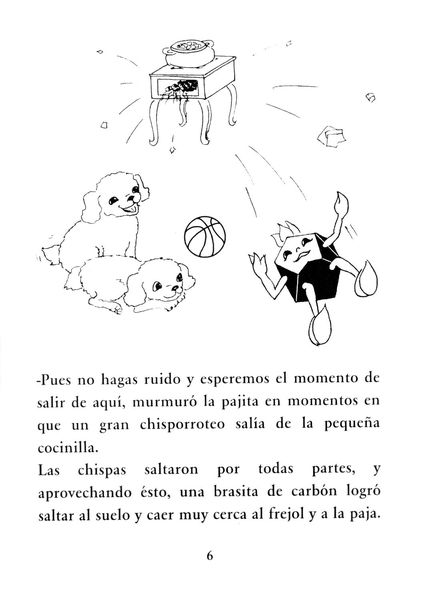 -Pues no hagas ruido y esperemos el momento de
salir de aquí, murmuró la pajita en momentos en
que un gran chisporroteo salía de la pequeña
cocinilla.
Las chispas saltaron por todas partes, y
aprovechando ésto, una brasita de carbón logró
saltar al suelo y caer muy cerca al frejol y a la paja.
6